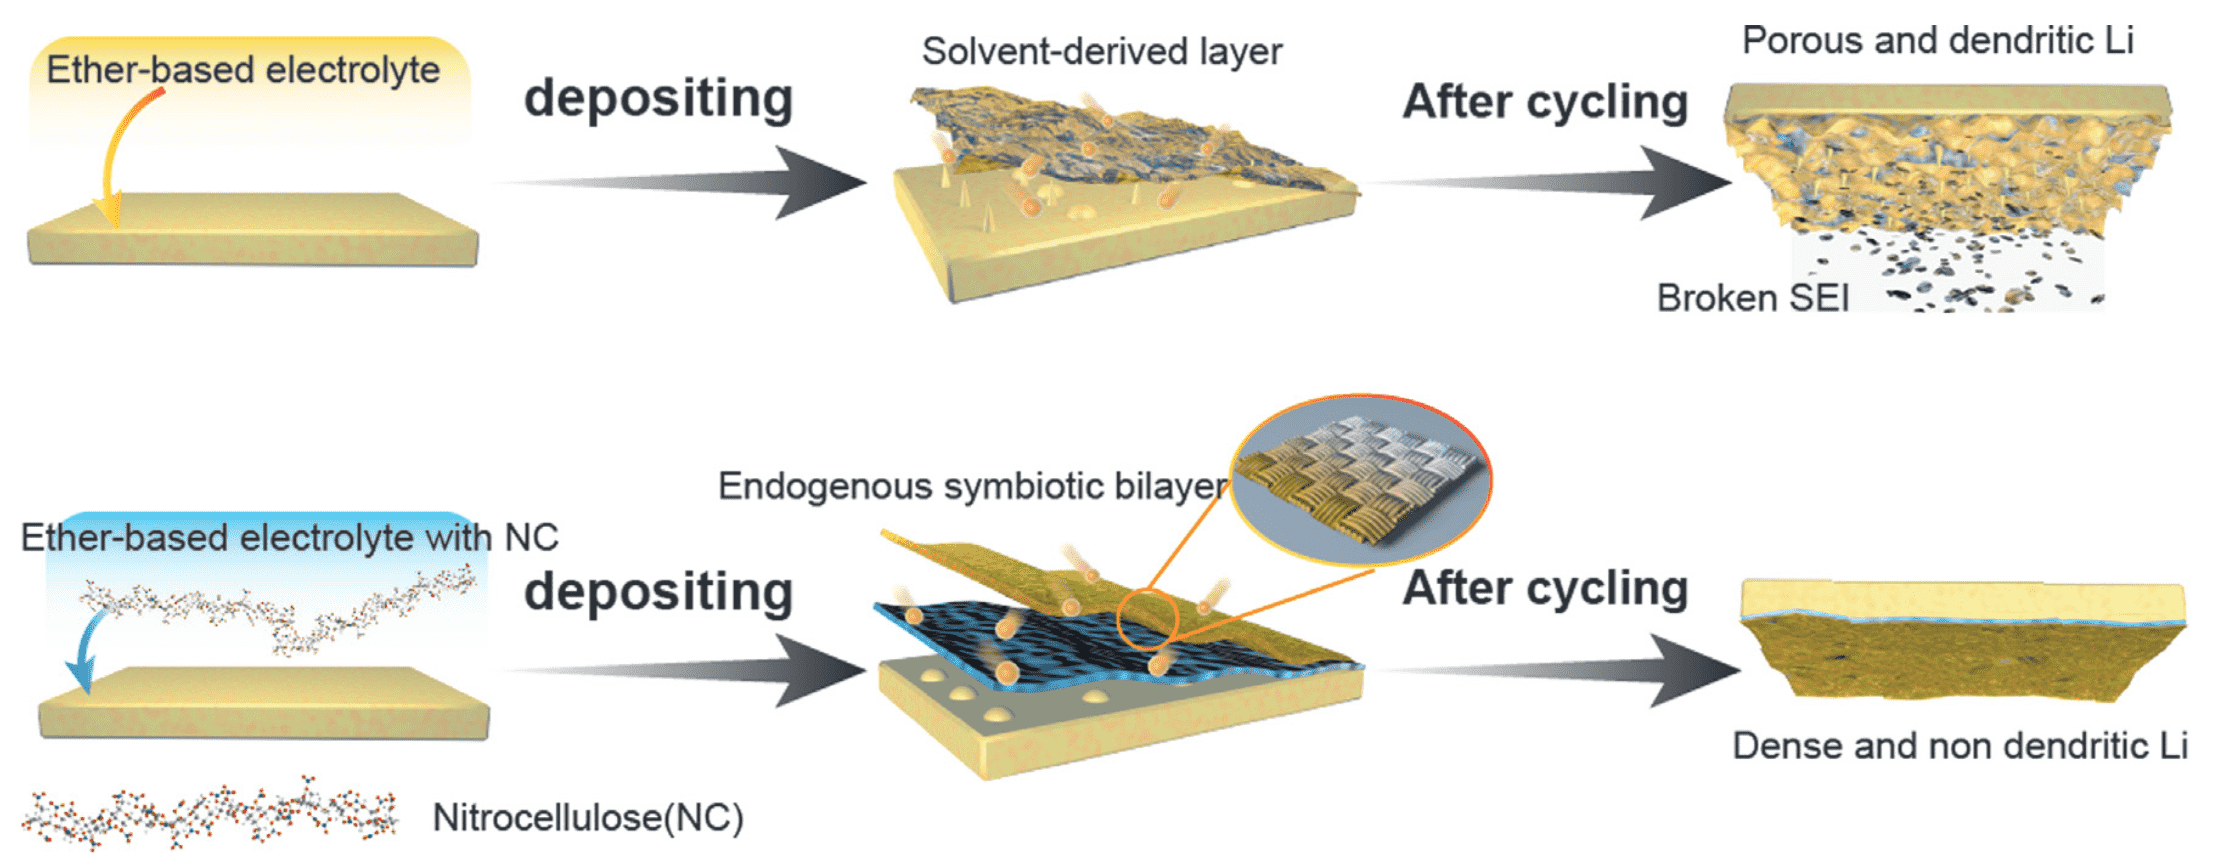 Ether-based electrolyte
depositing
Solvent-derived layer
After cycling
Porous and dendritic Li
Broken SEI
Ether-based electrolyte with NC
depositing
Endogenous symbiotic bilayer
After cycling
Dense and non dendritic Li
Nitrocellulose(NC)